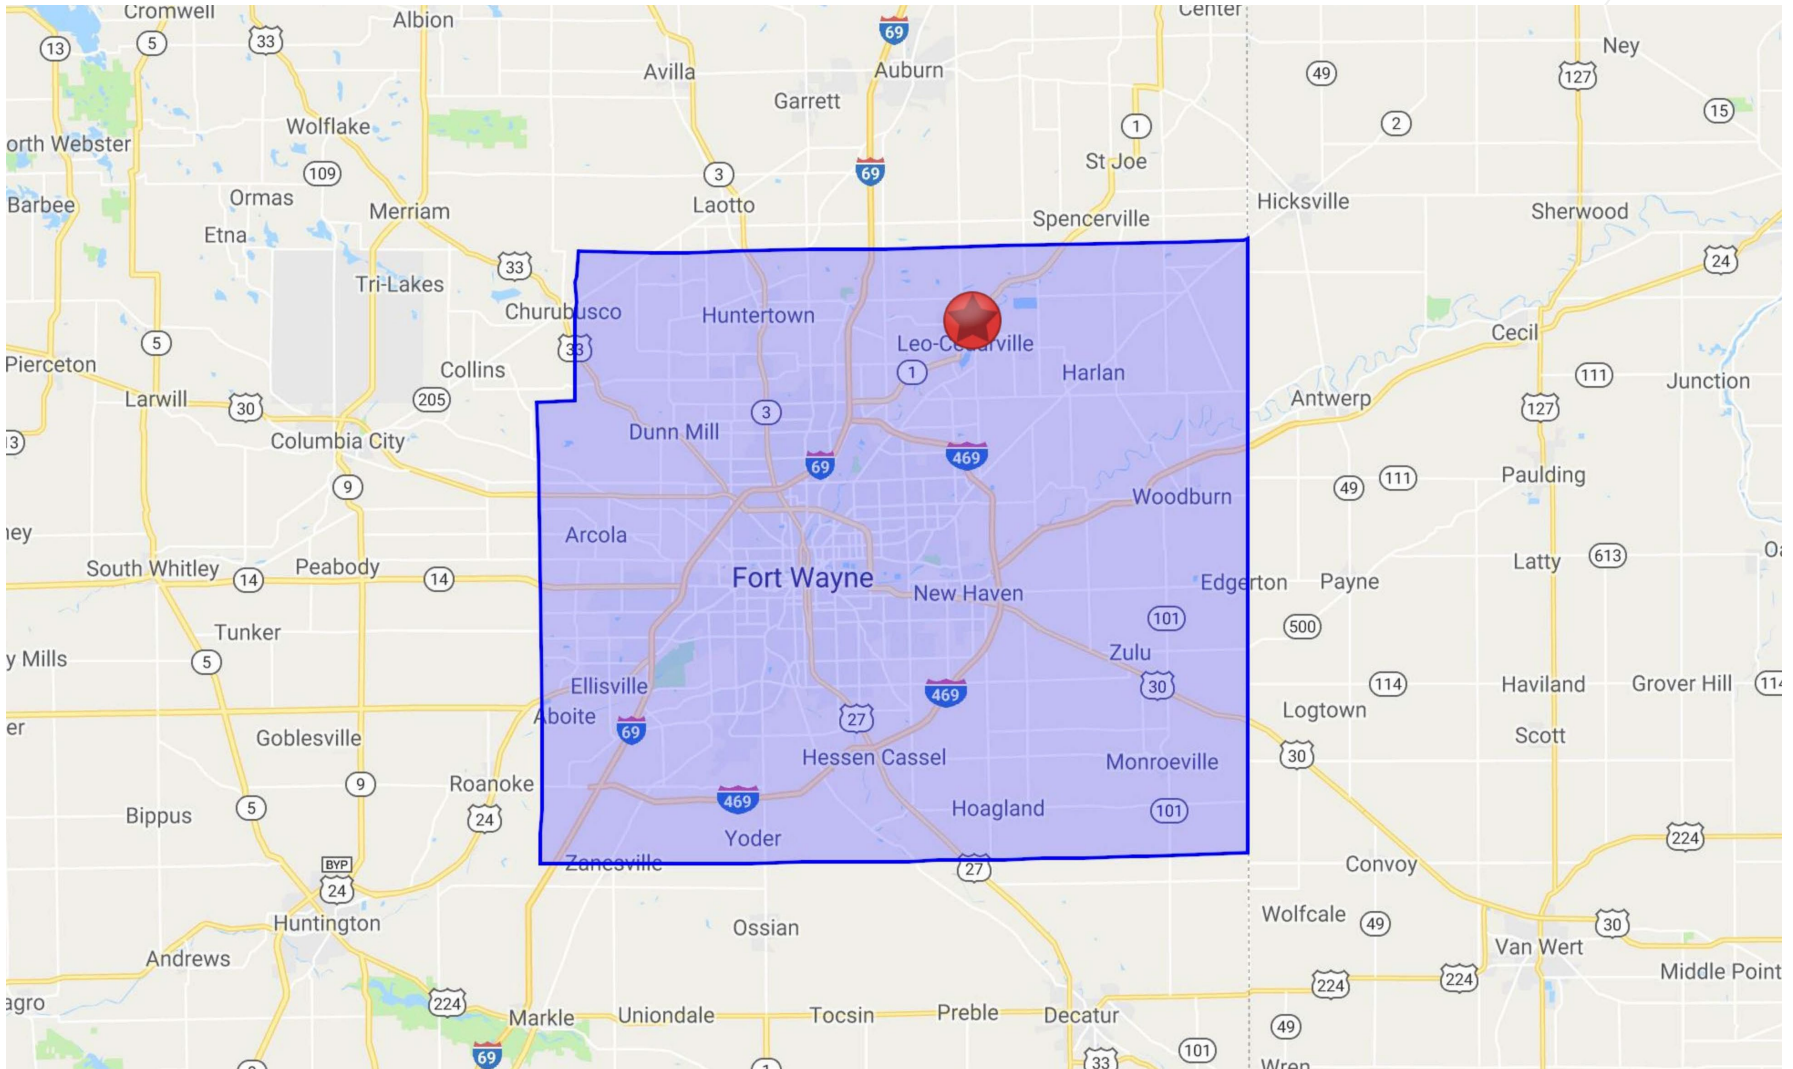 Cromwell
Albion
Center
13
5
33
69
Ney
Avilla
Auburn
49
127
Garrett
15
Wolflake
1
2
orth Webster
St Joe
109
3
69
Barbee
Ormas
Merriam
Laotto
Hicksville
Sherwood
Spencerville
Etna
33
24
Tri-Lakes
Churubusco
Huntertown
Cecil
5
33
Leo-Cedarville
Pierceton
Collins
1
Harlan
111
Junction
Larwill
30
205
Antwerp
127
3
13
Columbia City
Dunn Mill
69
469
Paulding
9
49
111
Woodburn
ney
Arcola
Latty
613
South Whitley
14
Peabody
14
Fort Wayne
New Haven
Edgerton
Payne
101
500
Tunker
y Mills
5
Zulu
Ellisville
469
30
114
Haviland
Grover Hill
114
Aboite
69
27
Logtown
er
Goblesville
Scott
Hessen Cassel
Monroeville
30
Roanoke
9
469
Hoagland
101
Bippus
5
24
Yoder
224
BYP
24
Zanesville
27
Convoy
Huntington
Ossian
Wolfcale
49
30
Andrews
Van Wert
Middle Point
agro
224
224
224
Markle
Uniondale
Tocsin
Preble
Decatur
49
69
1
33
101
Wren